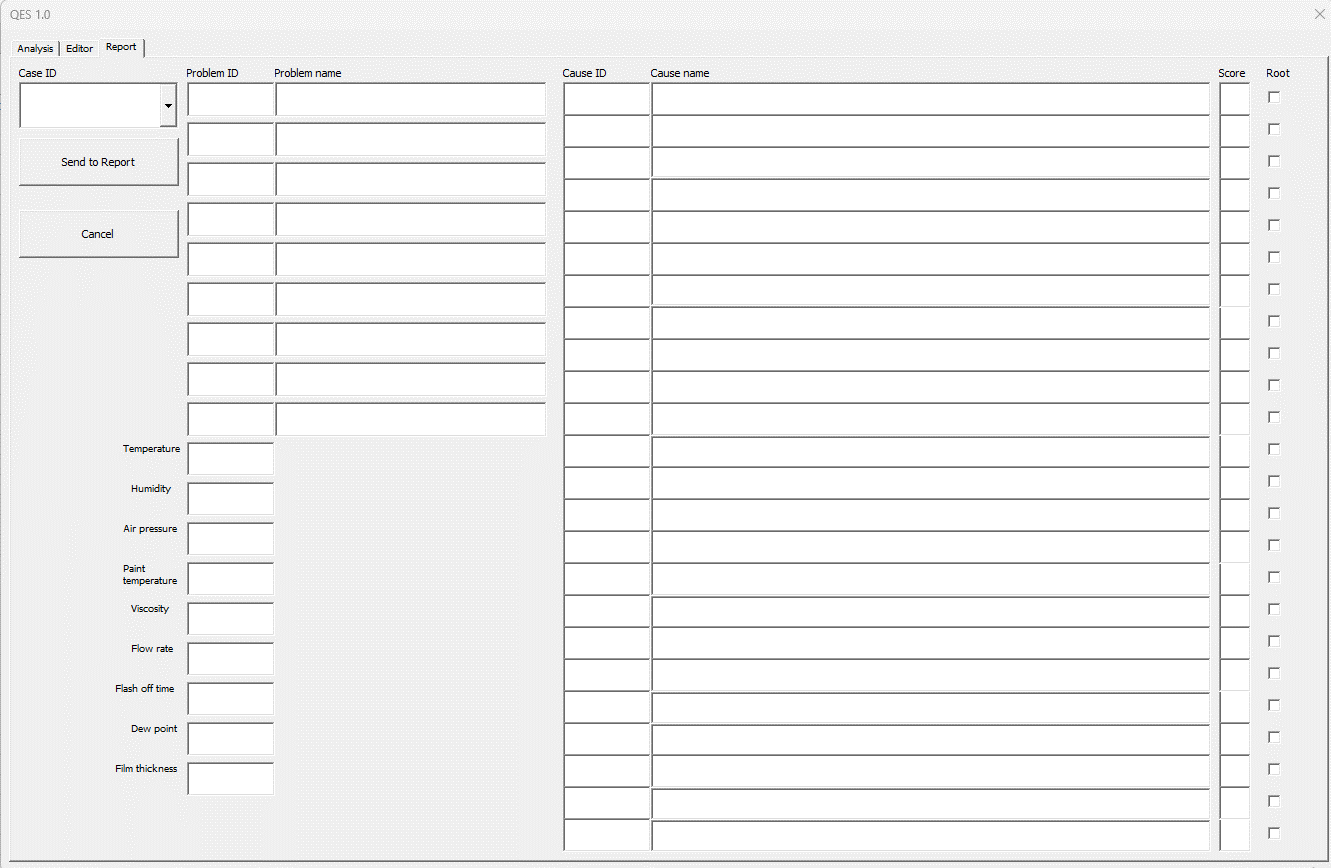 QES 1.0
Analysis Editor Report
Case ID Problem ID Problem name Cause ID Cause name Score Root
Send to Report
Cancel
Temperature
Humidity
Air pressure
Paint
temperature
Viscosity
Flow rate
Flash off time
Dew point
Film thickness